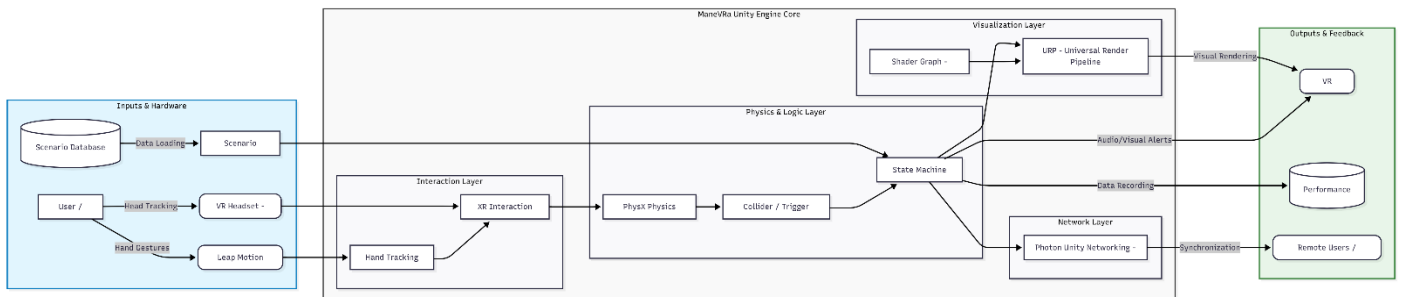 ManeVRa Unity Engine Core
Visualization Layer
Shader Graph -
URP - Universal Render
Pipeline
Visual Rendering
Outputs & Feedback
VR
Inputs & Hardware
Scenario Database
Data Loading
Scenario
Physics & Logic Layer
State Machine
Audio/Visual Alerts
Data Recording
Performance
User /
Head Tracking
VR Headset -
Hand Gestures
Leap Motion
Interaction Layer
XR Interaction
Hand Tracking
PhysX Physics
Collider / Trigger
Network Layer
Photon Unity Networking -
Synchronization
Remote Users /